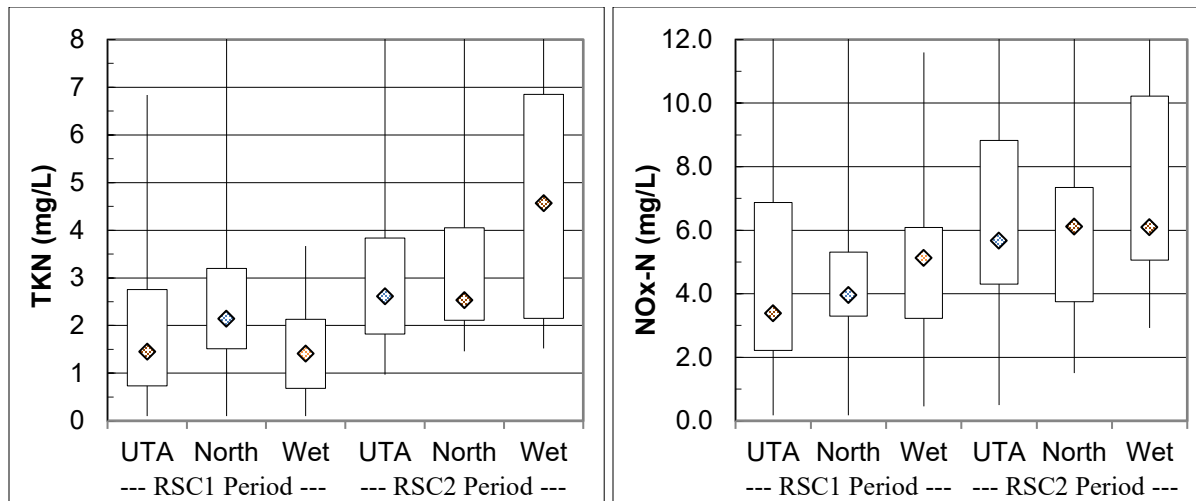 TKN (mg/L)
8
7
6
5
4
3
2
1
0
UTA North Wet UTA North Wet
--- RSC1 Period --- --- RSC2 Period ---
NOx-N (mg/L)
12.0
10.0
8.0
6.0
4.0
2.0
0.0
UTA North Wet UTA North Wet
--- RSC1 Period --- --- RSC2 Period ---